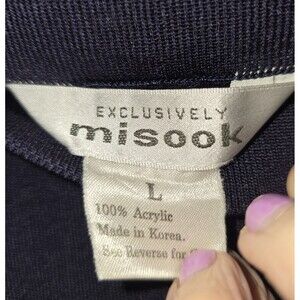 EXCLUSIVELY
misook
L
100% Acrylic
Made in Korea.
See Reverse for